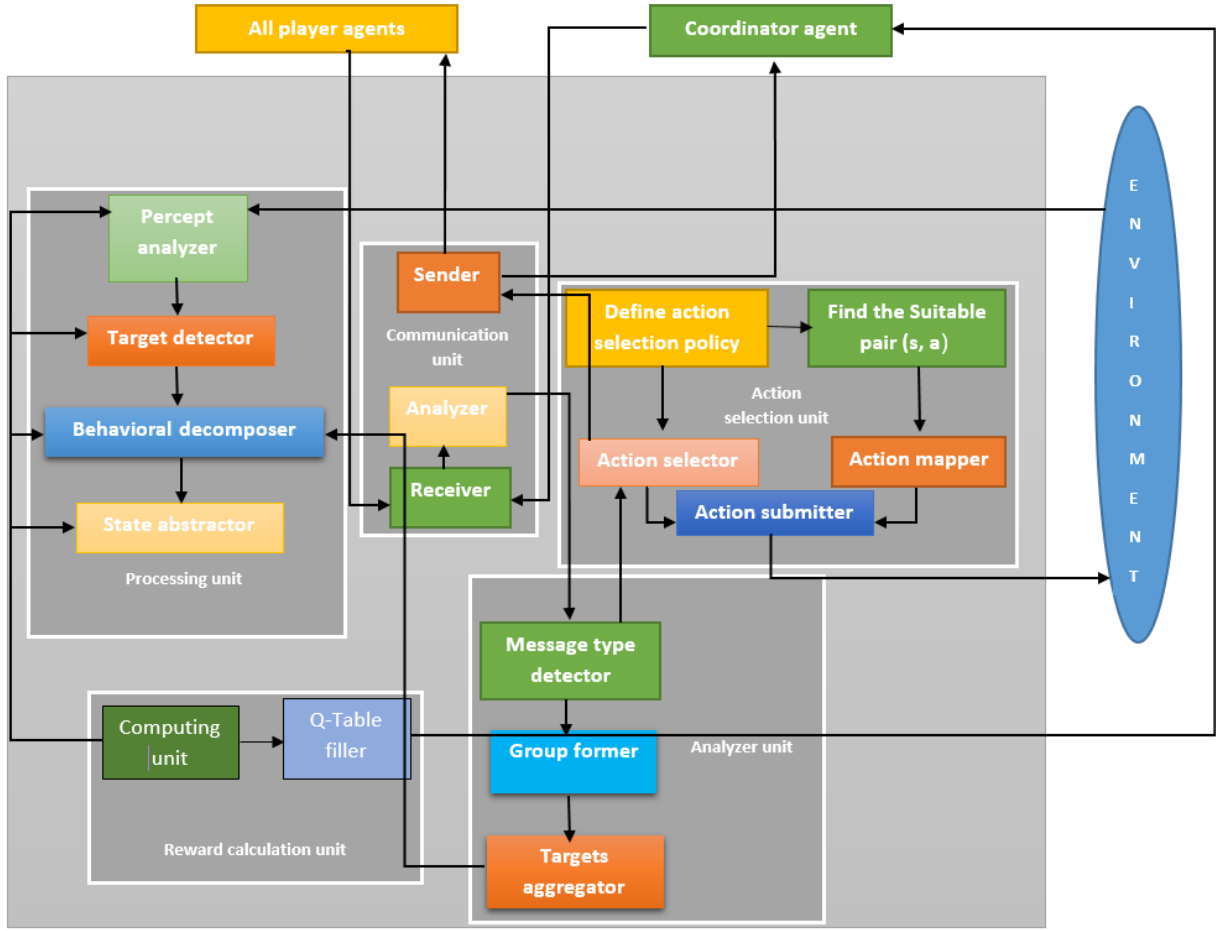 All player agents
Coordinator agent
Percept
analyzer
Target detector
Behavioral decomposer
State abstractor
Processing unit
Sender
Communication
unit
Analyzer
Receiver
Define action
selection policy
Find the Suitable
pair (s, a)
Action
selection unit
Action selector
Action mapper
Action submitter
E
N
V
I
R
O
N
M
E
N
T
Message type
detector
Group former
Analyzer unit
Targets
aggregator
Computing
unit
Q-Table
filler
Reward calculation unit